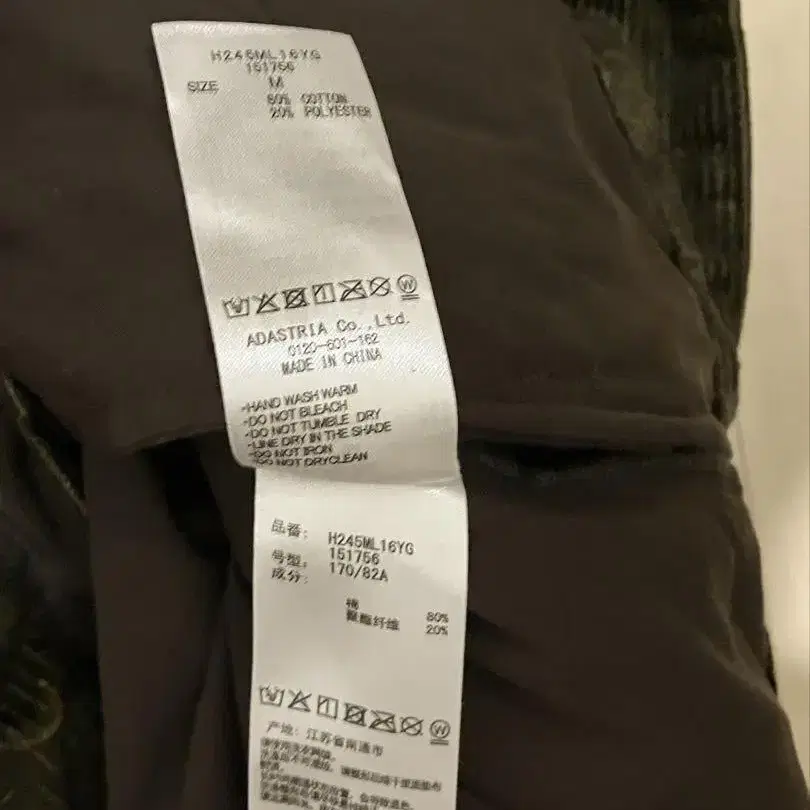 H245ML16YG
151756
SIZE M
80% COTTON
20% POLYESTER
W
ADASTRIA Co.,Ltd.
0120-601-162
MADE IN CHINA
·HAND WASH WARM
·DO NOT BLEACH
·DO NOT TUMBLE DRY
·LINE DRY IN THE SHADE
·DO NOT IRON
·DO NOT DRYCLEAN
品番: H245ML16YG
151756
号型: 170/82A
成分:
棉 80%
聚酯纤维 20%
W
产地: 江苏省南通市